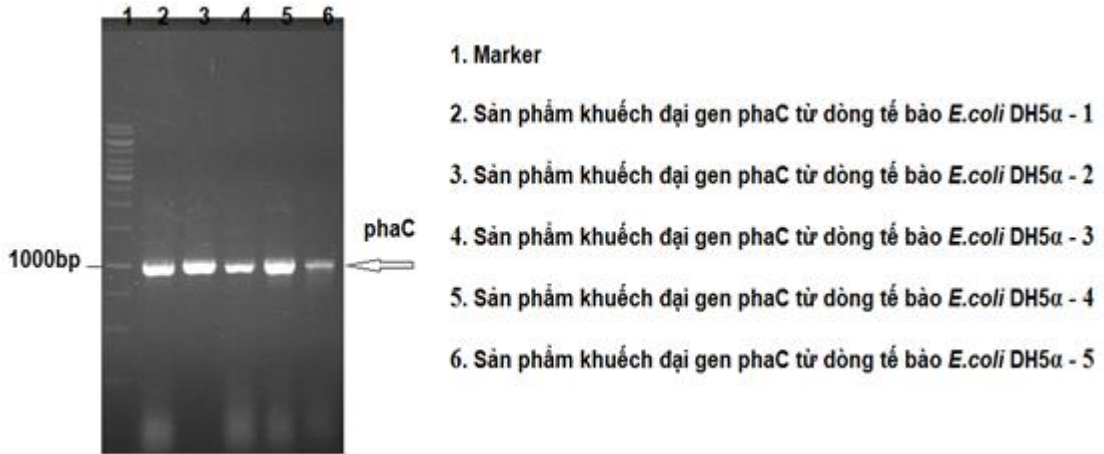 1 2 3 4 5 6
1. Marker
2. Sản phẩm khuếch đại gen phaC từ dòng tế bào E.coli DH5α - 1
3. Sản phẩm khuếch đại gen phaC từ dòng tế bào E.coli DH5α - 2
phaC
4. Sản phẩm khuếch đại gen phaC từ dòng tế bào E.coli DH5α - 3
1000bp
5. Sản phẩm khuếch đại gen phaC từ dòng tế bào E.coli DH5α - 4
6. Sản phẩm khuếch đại gen phaC từ dòng tế bào E.coli DH5α - 5